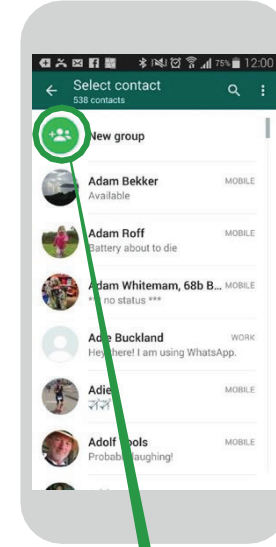 75% 12:00
Select contact
538 contacts
New group
Adam Bekker MOBILE
Available
Adam Roff MOBILE
Battery about to die
Adam Whitemam, 68b B... MOBILE
*** no status ***
Adie Buckland WORK
Hey there! I am using WhatsApp.
Adie MOBILE
Adolf MOBILE
Probably laughing!